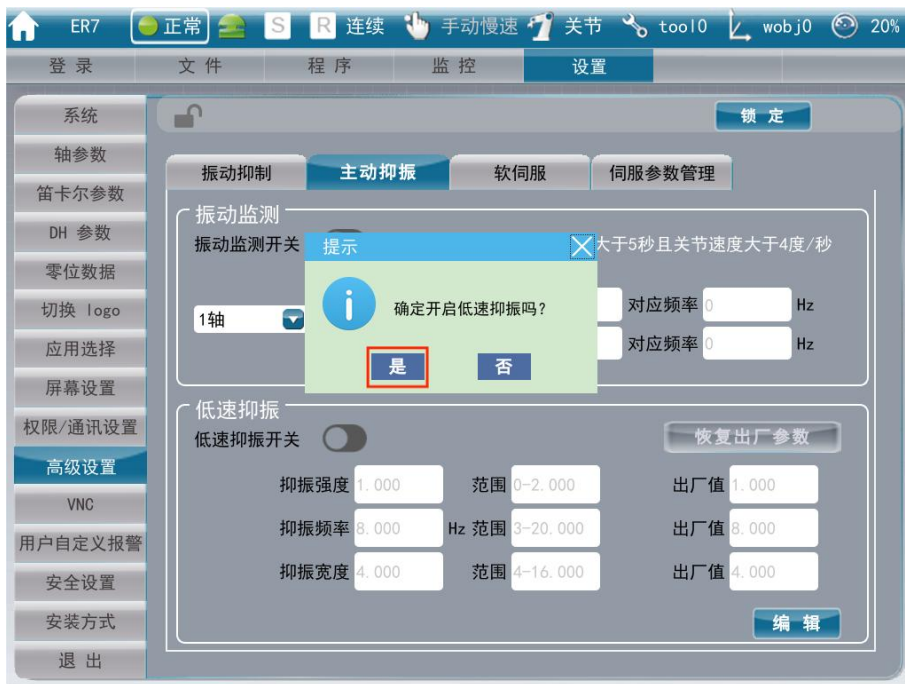 ER7 正常 S R 连续 手动慢速 关节 tool0 wobj0 20%
登 录 文 件 程 序 监 控 设置
系统
轴参数
笛卡尔参数
DH 参数
零位数据
切换 logo
应用选择
屏幕设置
权限/通讯设置
高级设置
VNC
用户自定义报警
安全设置
安装方式
退 出
锁 定
振动抑制 主动抑振 软伺服 伺服参数管理
振动监测
振动监测开关 大于5秒且关节速度大于4度/秒
1轴 对应频率 0 Hz
对应频率 0 Hz
提示
确定开启低速抑振吗?
是 否
低速抑振
低速抑振开关 恢复出厂参数
抑振强度 1.000 范围 0-2.000 出厂值 1.000
抑振频率 8.000 Hz 范围 3-20.000 出厂值 8.000
抑振宽度 4.000 范围 4-16.000 出厂值 4.000
编 辑